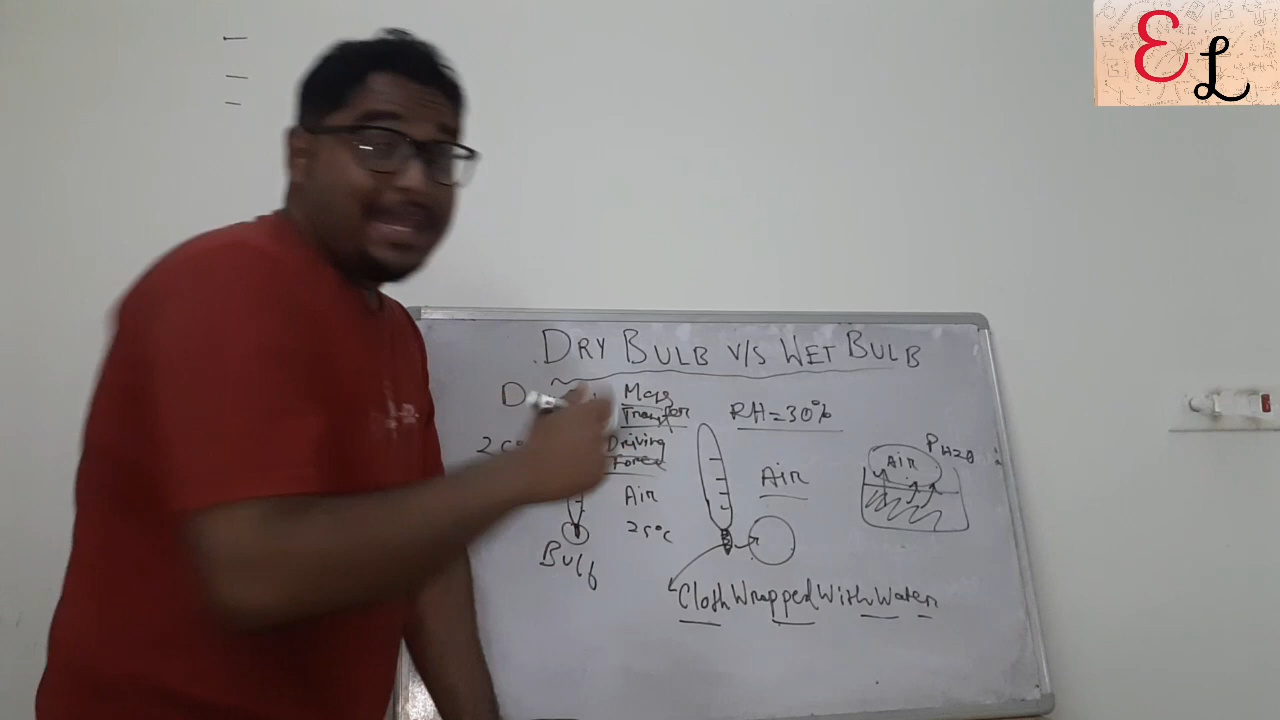 EL
DRY BULB V/S WET BULB
D
Mass
Transfer
RH=30%
Driving
Force
Air
25°C
Bulb
Air
AIR
PH20
Cloth Wrapped With Water